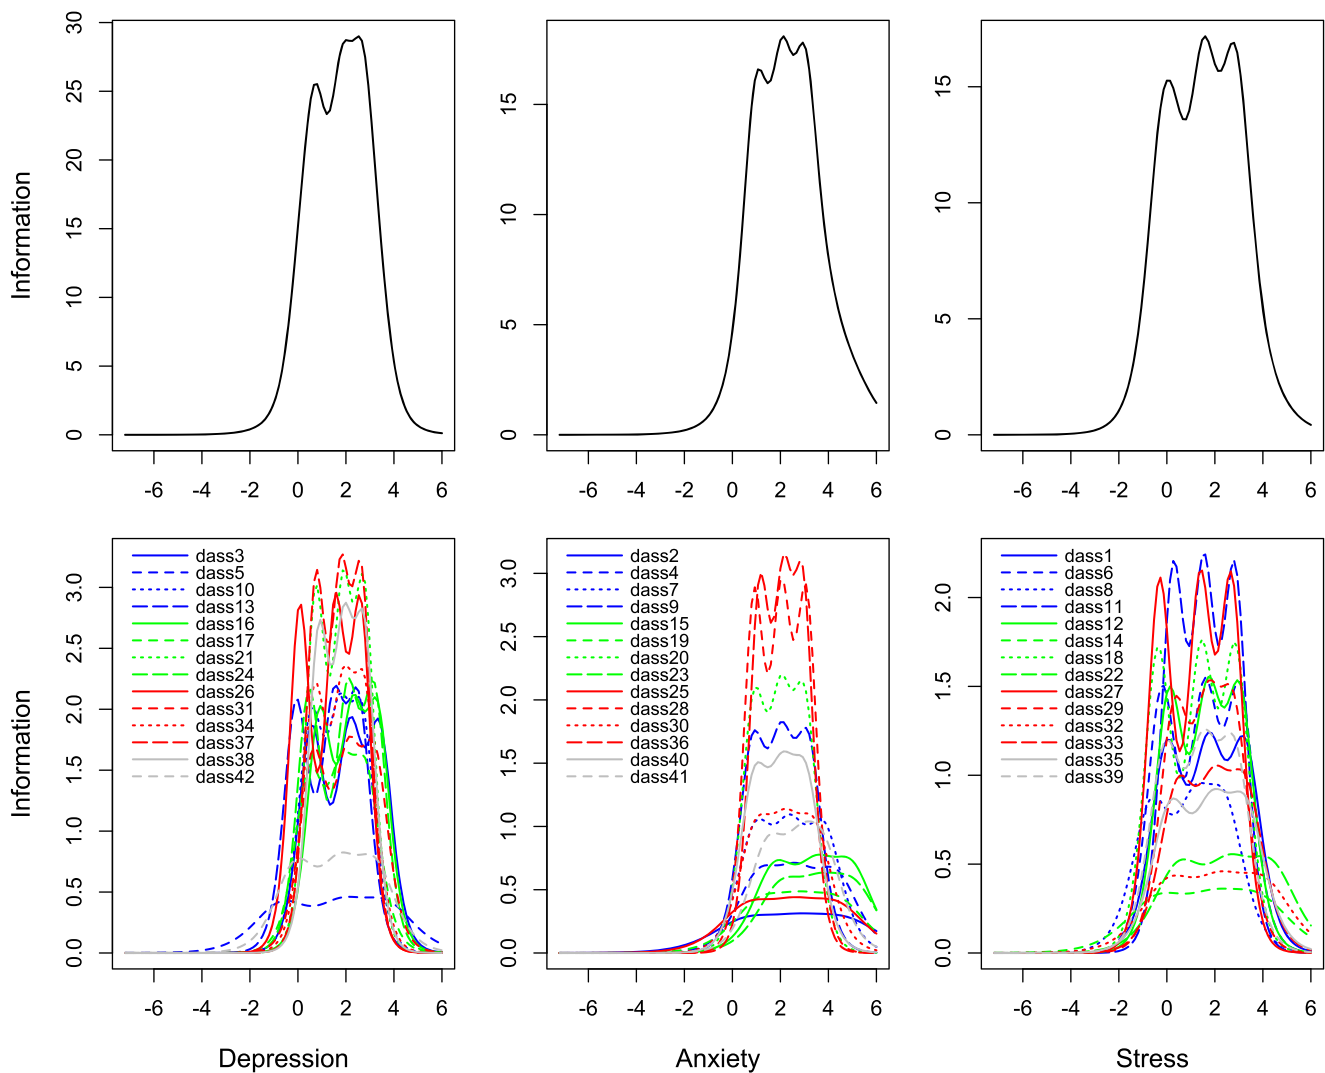 Information
30
25
20
15
10
5
0
-6 -4 -2 0 2 4 6
15
10
5
0
-6 -4 -2 0 2 4 6
15
10
5
0
-6 -4 -2 0 2 4 6
Information
3.0
2.5
2.0
1.5
1.0
0.5
0.0
dass3
dass5
dass10
dass13
dass16
dass17
dass21
dass24
dass26
dass31
dass34
dass37
dass38
dass42
-6 -4 -2 0 2 4 6
Depression
3.0
2.5
2.0
1.5
1.0
0.5
0.0
dass2
dass4
dass7
dass9
dass15
dass19
dass20
dass23
dass25
dass28
dass30
dass36
dass40
dass41
-6 -4 -2 0 2 4 6
Anxiety
2.0
1.5
1.0
0.5
0.0
dass1
dass6
dass8
dass11
dass12
dass14
dass18
dass22
dass27
dass29
dass32
dass33
dass35
dass39
-6 -4 -2 0 2 4 6
Stress